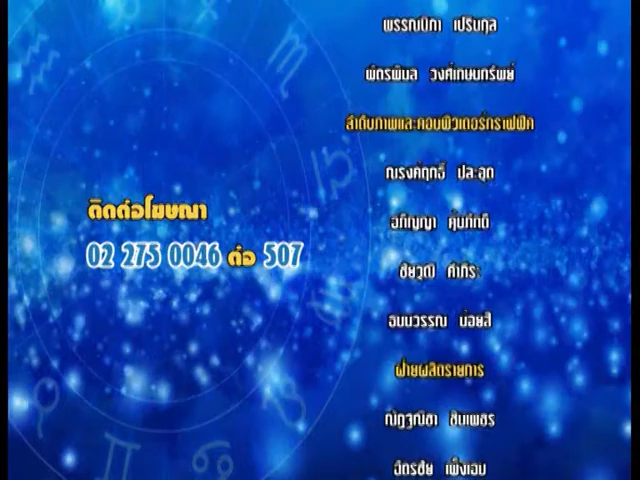 ติดต่อโฆษณา
02 275 0046 ต่อ 507
พรรณนิภา เปริบกุล
พัตรพิมล วงศ์เกษมทรัพย์
ลำดับภาพและคอมพิวเตอร์กราฟฟิค
ณรงค์ฤทธิ์ ปละอุด
อภิญญา คุ้มภักดี
ชัยวุฒิ คำภีระ
ธนนวรรณ น้อยสี
ฝ่ายผลิตรายการ
ณัฏฐณิชา ชินเพชร
ฉัตรชัย เพ็งเอม